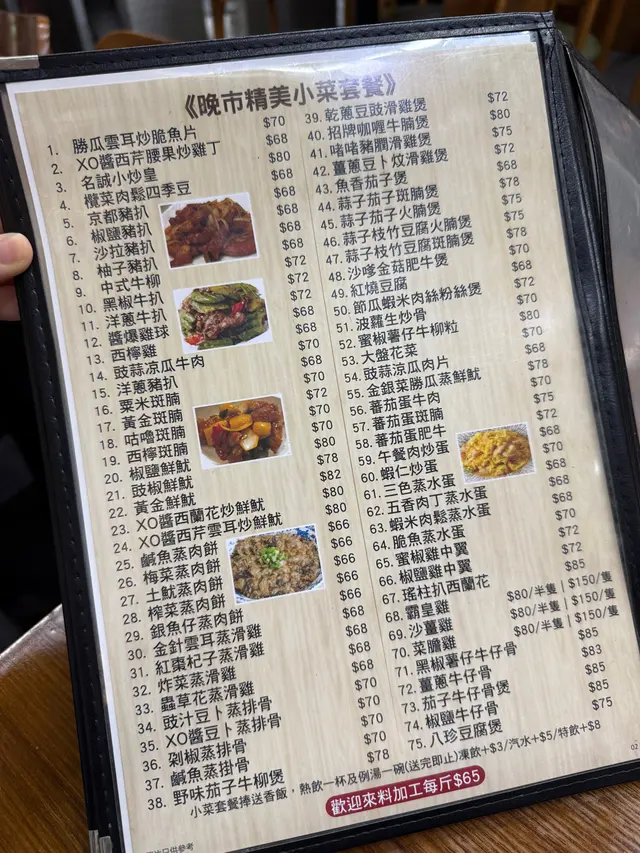 《晚市精美小菜套餐》
1. 勝瓜雲耳炒脆魚片
2. XO醬西芹腰果炒雞丁
3. 名誠小炒皇
4. 欖菜肉鬆四季豆
5. 京都豬扒
6. 椒鹽豬扒
7. 沙拉豬扒
8. 柚子豬扒
9. 中式牛柳
10. 黑椒牛扒
11. 洋蔥牛扒
12. 醬爆雞球
13. 西檸雞
14. 豉蒜涼瓜牛肉
15. 洋蔥豬扒
16. 粟米斑腩
17. 黃金斑腩
18. 咕嚕斑腩
19. 西檸斑腩
20. 椒鹽鮮魷
21. 豉椒鮮魷
22. 黃金鮮魷
23. XO醬西蘭花炒鮮魷
24. XO醬西芹雲耳炒鮮魷
25. 鹹魚蒸肉餅
26. 梅菜蒸肉餅
27. 土魷蒸肉餅
28. 榨菜蒸肉餅
29. 銀魚仔蒸肉餅
30. 金針雲耳蒸滑雞
31. 紅棗杞子蒸滑雞
32. 炸菜蒸滑雞
33. 蟲草花蒸滑雞
34. 豉汁豆卜蒸排骨
35. XO醬豆卜蒸排骨
36. 剁椒蒸排骨
37. 鹹魚蒸掛骨
38. 野味茄子牛柳煲
$70
$68
$80
$68
$68
$68
$68
$68
$72
$72
$72
$70
$68
$68
$70
$72
$70
$70
$80
$78
$82
$80
$80
$66
$66
$66
$66
$66
$68
$68
$68
$68
$70
$70
$70
$70
$78
39. 乾蔥豆豉滑雞煲
40. 招牌咖喱牛腩煲
41. 啫啫豬膶滑雞煲
42. 薑蔥豆卜炆滑雞煲
43. 魚香茄子煲
44. 蒜子茄子斑腩煲
45. 蒜子茄子火腩煲
46. 蒜子枝竹豆腐火腩煲
47. 蒜子枝竹豆腐斑腩煲
48. 沙嗲金菇肥牛煲
49. 紅燒豆腐
50. 節瓜蝦米肉絲粉絲煲
51. 波蘿生炒骨
52. 蜜椒薯仔牛柳粒
53. 大盤花菜
54. 豉蒜涼瓜肉片
55. 金銀菜勝瓜蒸鮮魷
56. 番茄蛋牛肉
57. 番茄蛋斑腩
58. 番茄蛋肥牛
59. 午餐肉炒蛋
60. 蝦仁炒蛋
61. 三色蒸水蛋
62. 五香肉丁蒸水蛋
63. 蝦米肉鬆蒸水蛋
64. 脆魚蒸水蛋
65. 蜜椒雞中翼
66. 椒鹽雞中翼
67. 瑤柱扒西蘭花
68. 霸皇雞
69. 沙薑雞
70. 菜膽雞
71. 黑椒薯仔牛仔骨
72. 薑蔥牛仔骨
73. 茄子牛仔骨煲
74. 椒鹽牛仔骨
75. 八珍豆腐煲
$72
$80
$75
$72
$68
$78
$75
$75
$78
$70
$68
$72
$70
$80
$70
$68
$78
$70
$75
$72
$68
$70
$68
$68
$68
$70
$72
$72
$85
$80/半隻 | $150/隻
$80/半隻 | $150/隻
$80/半隻 | $150/隻
$85
$83
$85
$85
$75
小菜套餐捧送香飯，熱飲一杯及例湯一碗(送完即止)凍飲+$3/汽水+$5/特飲+$8
歡迎來料加工每斤$65
只供參考
02